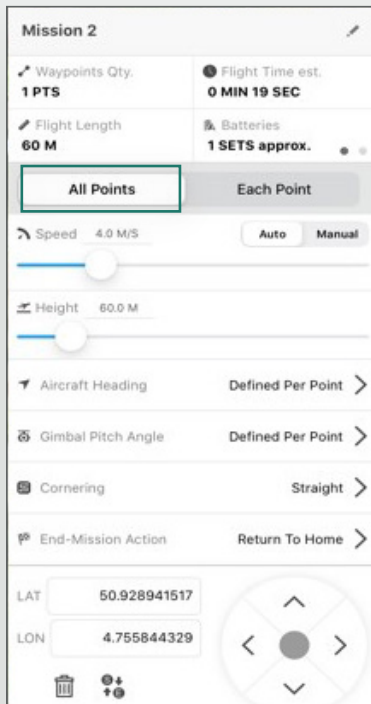 Mission 2
Waypoints Qty.
1 PTS
Flight Time est.
0 MIN 19 SEC
Flight Length
60 M
Batteries
1 SETS approx.
All Points
Each Point
Speed 4.0 M/S Auto Manual
Height 60.0 M
Aircraft Heading Defined Per Point
Gimbal Pitch Angle Defined Per Point
Cornering Straight
End-Mission Action Return To Home
LAT 50.928941517
LON 4.755844329